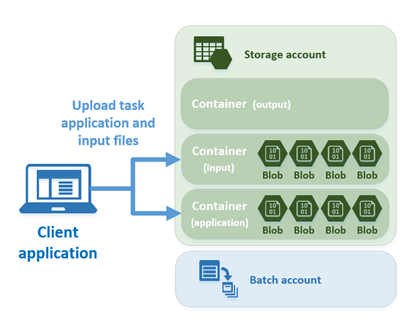 Storage account
Container (output)
Upload task
application and
input files
Container
(input)
10
01
10
01
10
01
10
01
Blob Blob Blob Blob
Client
application
Container
(application)
10
01
10
01
10
01
10
01
Blob Blob Blob Blob
Batch account